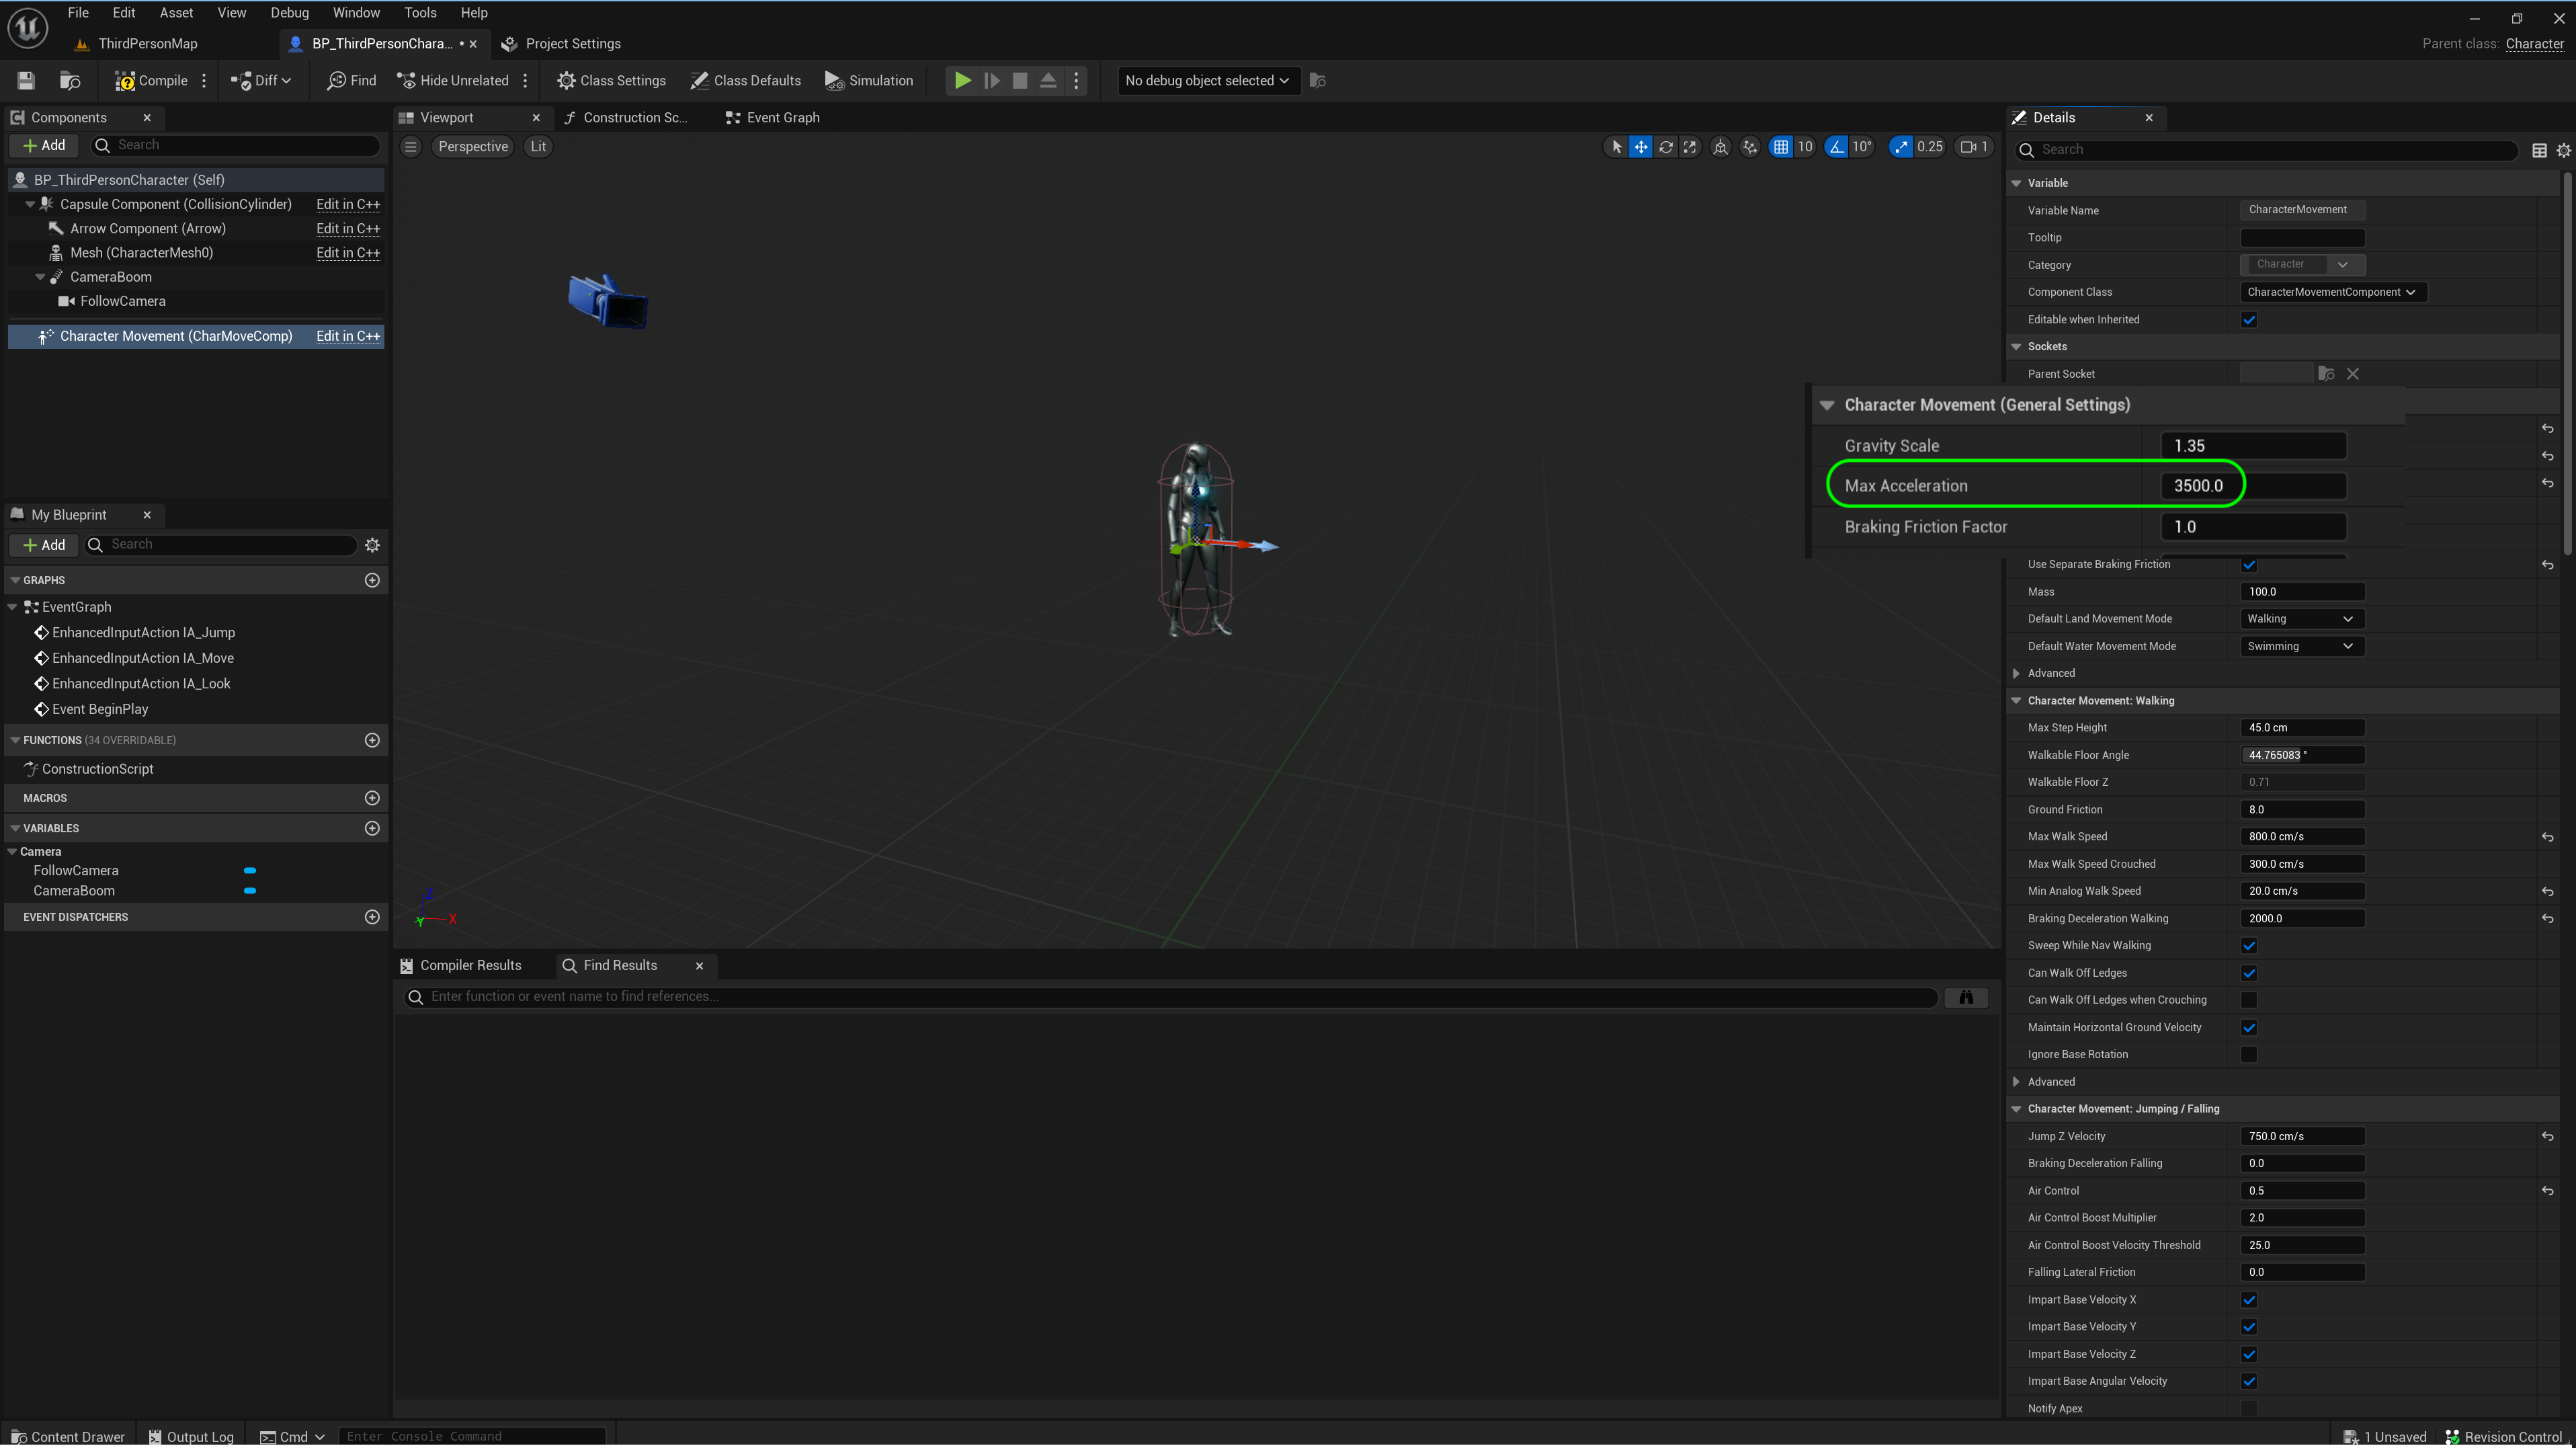 File Edit Asset View Debug Window Tools Help
ThirdPersonMap
BP_ThirdPersonChara... •
Project Settings
Parent class: Character
Compile
Diff
Find
Hide Unrelated
Class Settings
Class Defaults
Simulation
No debug object selected
Components
Add
Search
BP_ThirdPersonCharacter (Self)
Capsule Component (CollisionCylinder) Edit in C++
Arrow Component (Arrow) Edit in C++
Mesh (CharacterMesh0) Edit in C++
CameraBoom
FollowCamera
Character Movement (CharMoveComp) Edit in C++
My Blueprint
Add
Search
GRAPHS
EventGraph
EnhancedInputAction IA_Jump
EnhancedInputAction IA_Move
EnhancedInputAction IA_Look
Event BeginPlay
FUNCTIONS (34 OVERRIDABLE)
ConstructionScript
MACROS
VARIABLES
Camera
FollowCamera
CameraBoom
EVENT DISPATCHERS
Viewport
Construction Sc...
Event Graph
Perspective
Lit
10
10°
0.25
1
Z
X
Y
Compiler Results
Find Results
Enter function or event name to find references...
Details
Search
Variable
Variable Name CharacterMovement
Tooltip
Category Character
Component Class CharacterMovementComponent
Editable when Inherited
Sockets
Parent Socket
Character Movement (General Settings)
Gravity Scale 1.35
Max Acceleration 3500.0
Braking Friction Factor 1.0
Use Separate Braking Friction
Mass 100.0
Default Land Movement Mode Walking
Default Water Movement Mode Swimming
Advanced
Character Movement: Walking
Max Step Height 45.0 cm
Walkable Floor Angle 44.765083 °
Walkable Floor Z 0.71
Ground Friction 8.0
Max Walk Speed 800.0 cm/s
Max Walk Speed Crouched 300.0 cm/s
Min Analog Walk Speed 20.0 cm/s
Braking Deceleration Walking 2000.0
Sweep While Nav Walking
Can Walk Off Ledges
Can Walk Off Ledges when Crouching
Maintain Horizontal Ground Velocity
Ignore Base Rotation
Advanced
Character Movement: Jumping / Falling
Jump Z Velocity 750.0 cm/s
Braking Deceleration Falling 0.0
Air Control 0.5
Air Control Boost Multiplier 2.0
Air Control Boost Velocity Threshold 25.0
Falling Lateral Friction 0.0
Impart Base Velocity X
Impart Base Velocity Y
Impart Base Velocity Z
Impart Base Angular Velocity
Notify Apex
Content Drawer
Output Log
Cmd
Enter Console Command
1 Unsaved
Revision Control